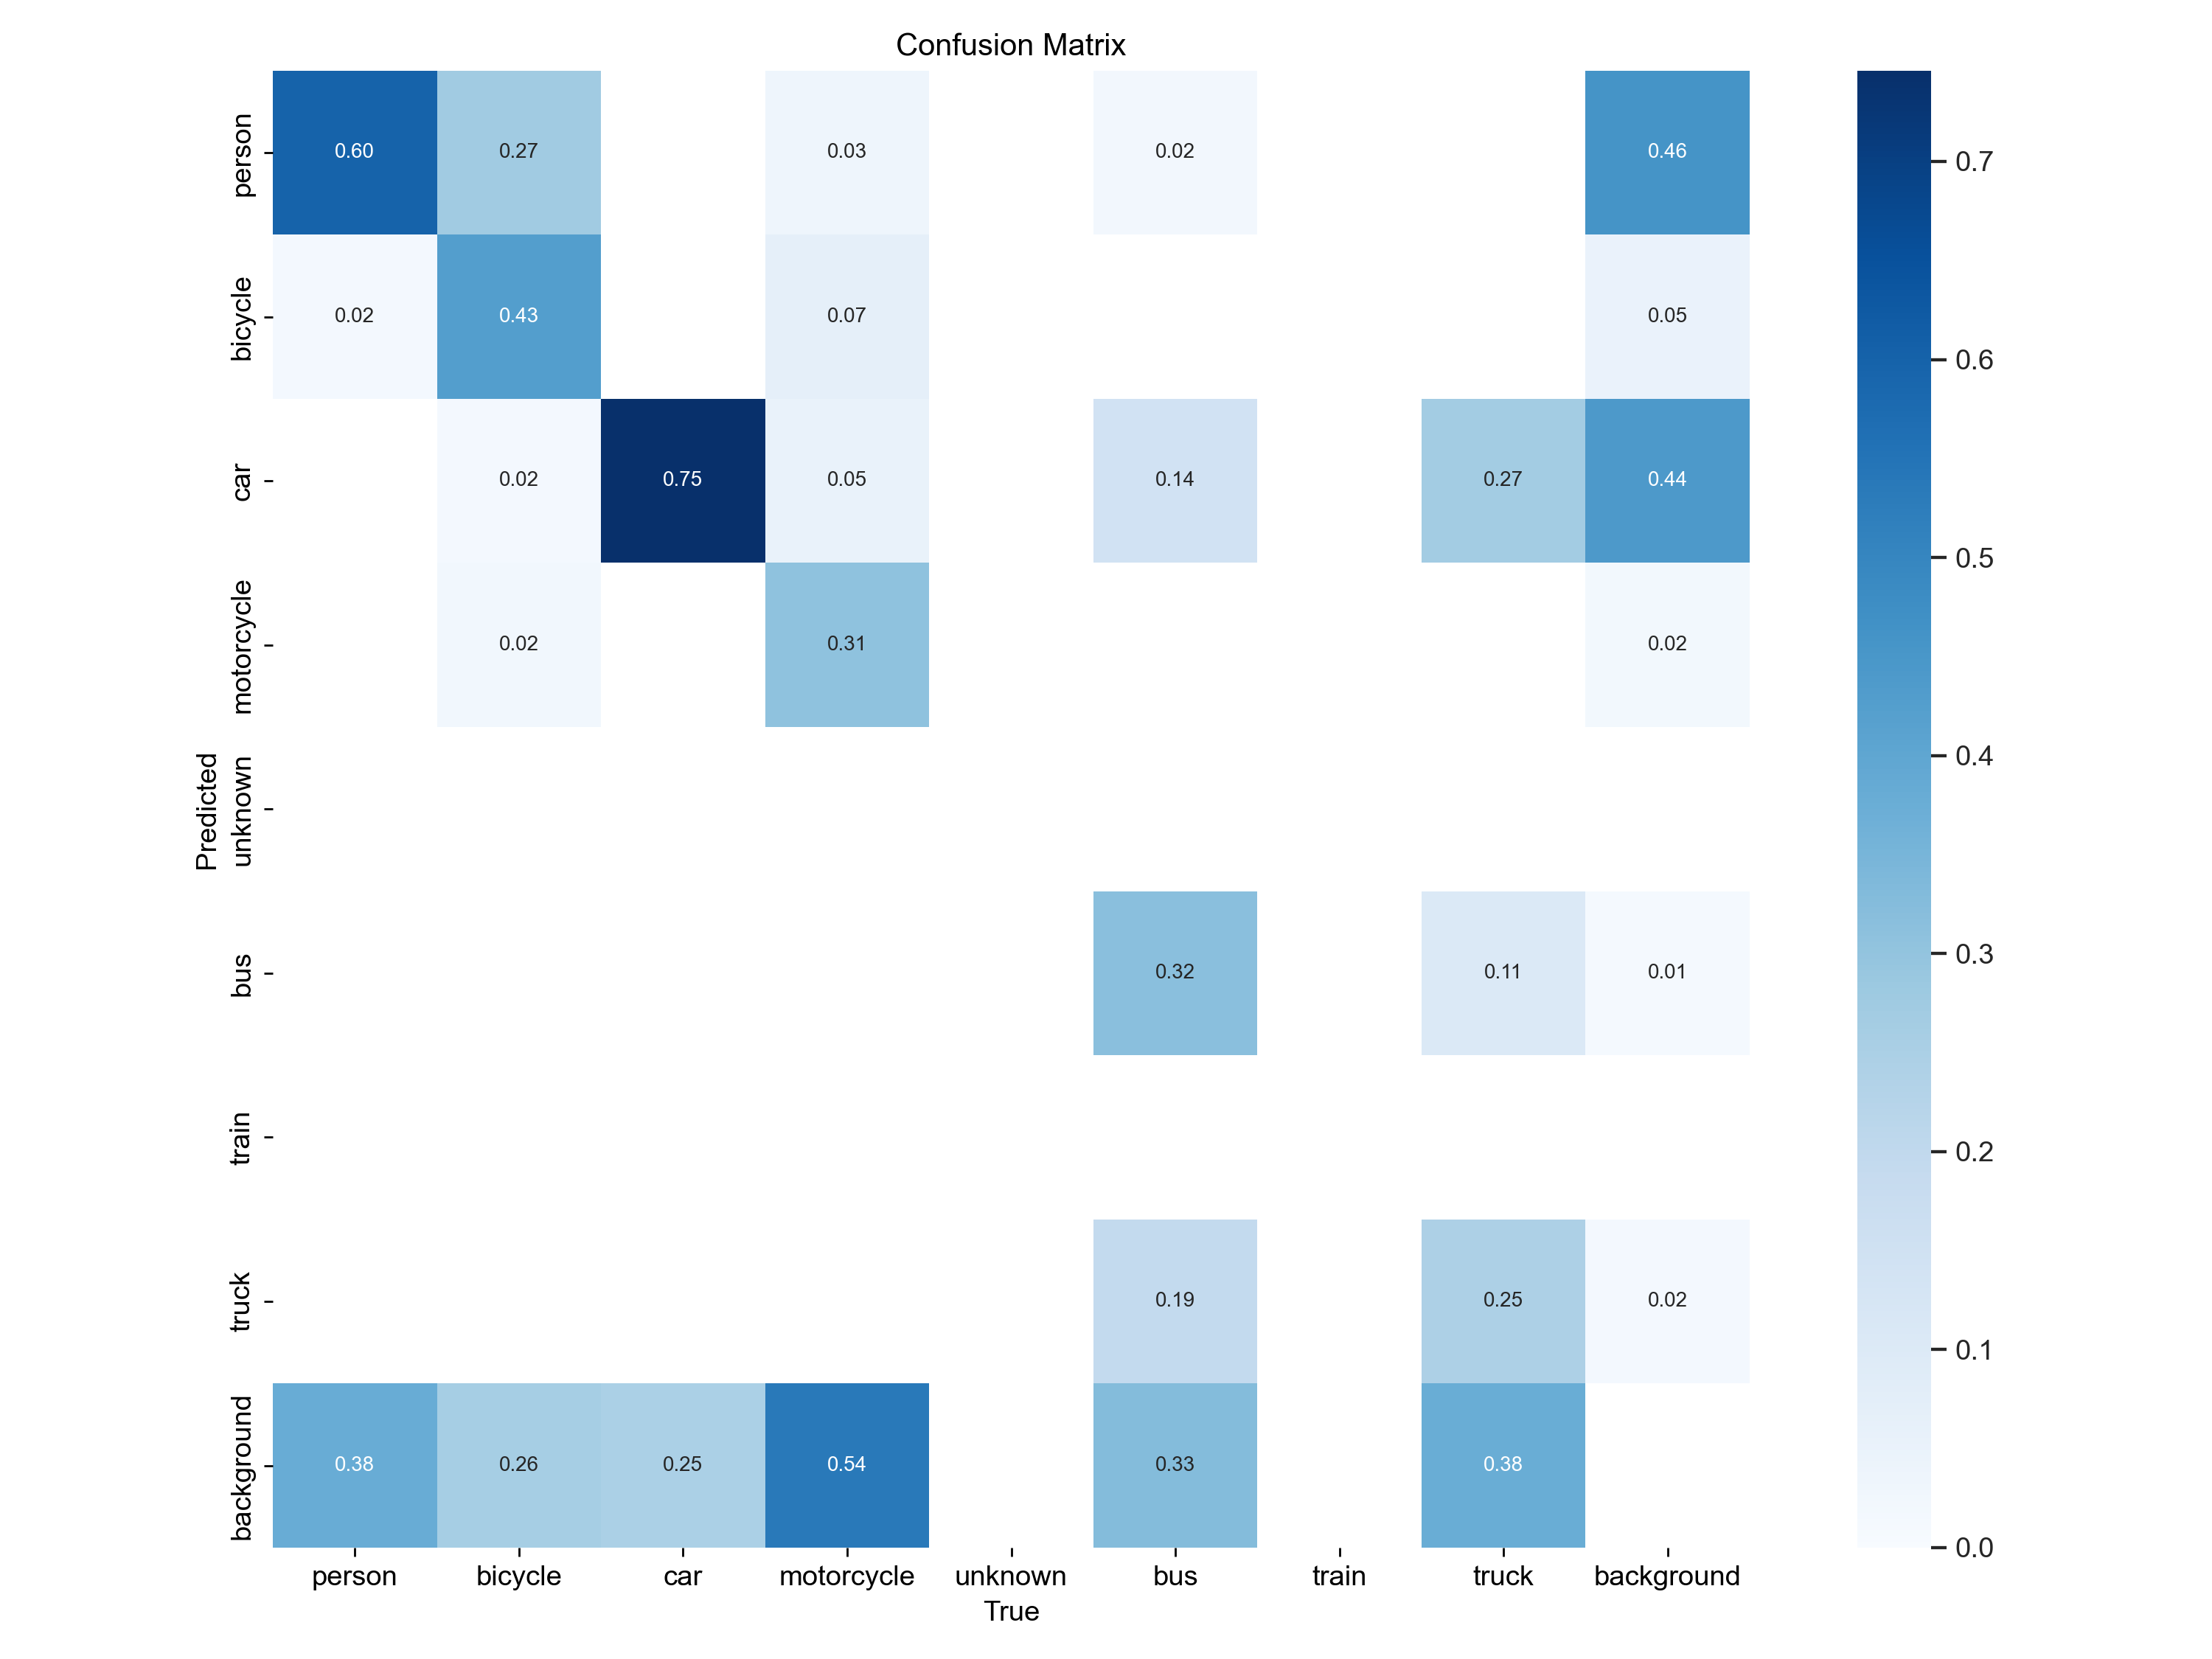 Confusion Matrix
person
0.60 0.27 0.03 0.02 0.46
0.7
bicycle
0.02 0.43 0.07 0.05
0.6
car
0.02 0.75 0.05 0.14 0.27 0.44
0.5
motorcycle
0.02 0.31 0.02
0.4
Predicted
unknown
bus
0.32 0.11 0.01
0.3
train
0.2
truck
0.19 0.25 0.02
0.1
background
0.38 0.26 0.25 0.54 0.33 0.38
0.0
person bicycle car motorcycle unknown bus train truck background
True